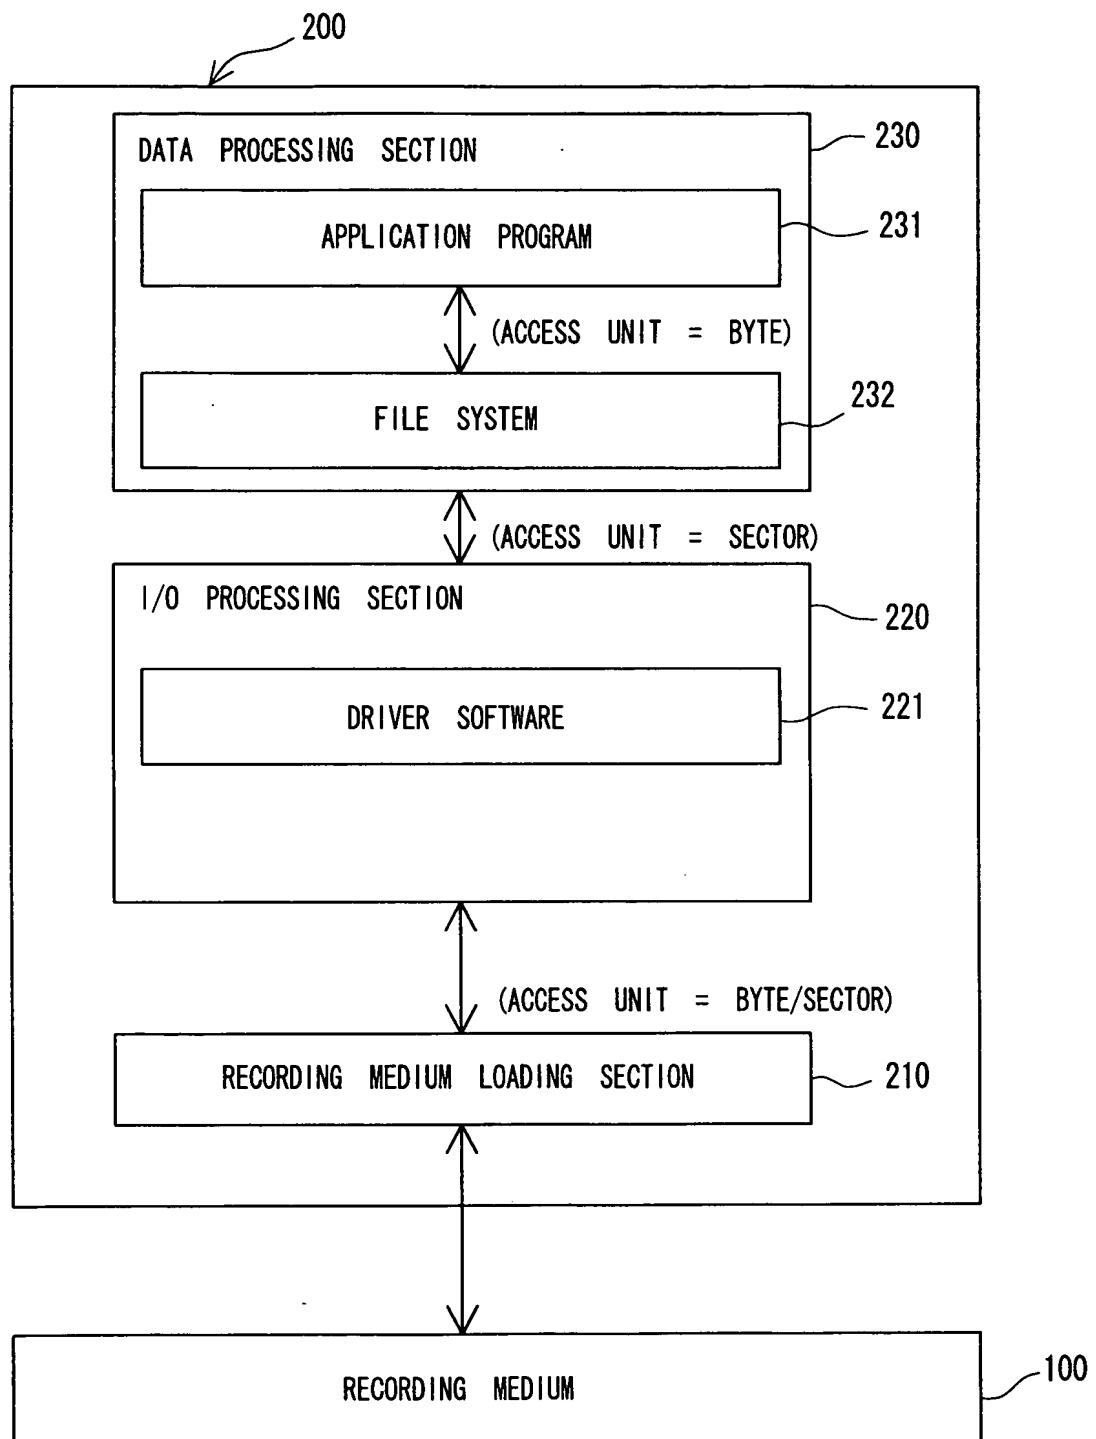 200
DATA PROCESSING SECTION
230
APPLICATION PROGRAM
231
(ACCESS UNIT = BYTE)
FILE SYSTEM
232
(ACCESS UNIT = SECTOR)
I/O PROCESSING SECTION
220
DRIVER SOFTWARE
221
(ACCESS UNIT = BYTE/SECTOR)
RECORDING MEDIUM LOADING SECTION
210
RECORDING MEDIUM
100